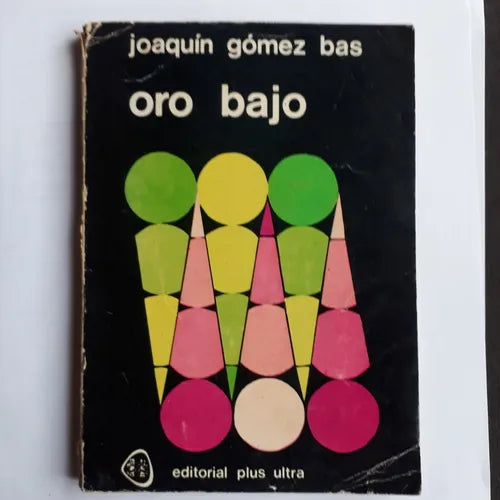 joaquín gómez bas
oro bajo
editorial plus ultra